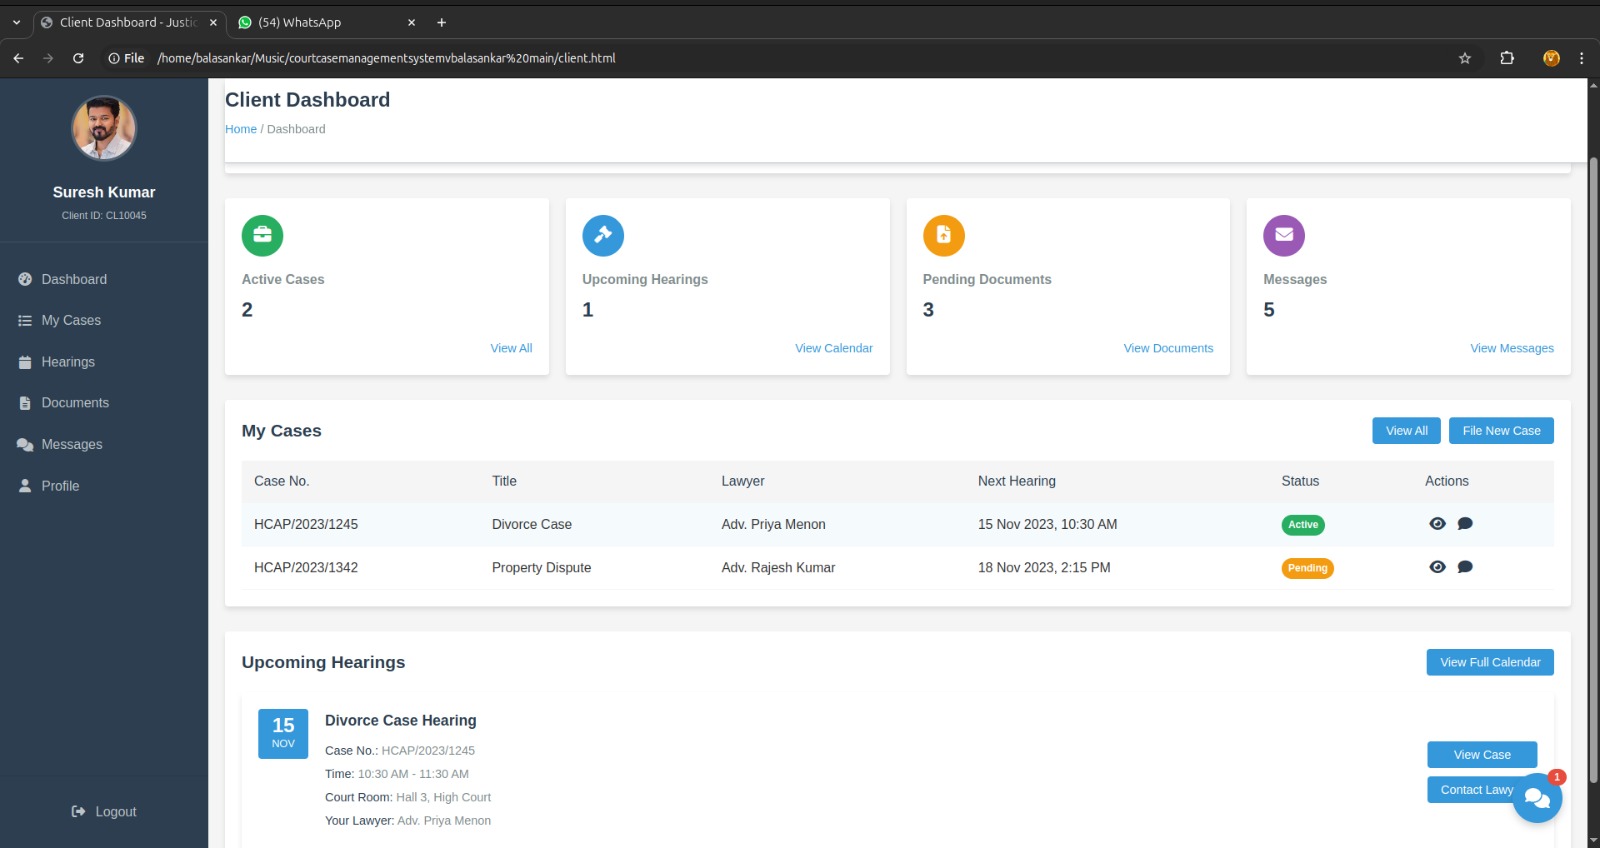 Client Dashboard - Justic
(54) WhatsApp
File /home/balasankar/Music/courtcasemanagementsystemvbalasankar%20main/client.html
Suresh Kumar
Client ID: CL10045
Dashboard
My Cases
Hearings
Documents
Messages
Profile
Logout
Client Dashboard
Home / Dashboard
Active Cases
2
View All
Upcoming Hearings
1
View Calendar
Pending Documents
3
View Documents
Messages
5
View Messages
My Cases
View All
File New Case
Case No. Title Lawyer Next Hearing Status Actions
HCAP/2023/1245 Divorce Case Adv. Priya Menon 15 Nov 2023, 10:30 AM Active
HCAP/2023/1342 Property Dispute Adv. Rajesh Kumar 18 Nov 2023, 2:15 PM Pending
Upcoming Hearings
View Full Calendar
15
NOV
Divorce Case Hearing
Case No.: HCAP/2023/1245
Time: 10:30 AM - 11:30 AM
Court Room: Hall 3, High Court
Your Lawyer: Adv. Priya Menon
View Case
Contact Lawy
1